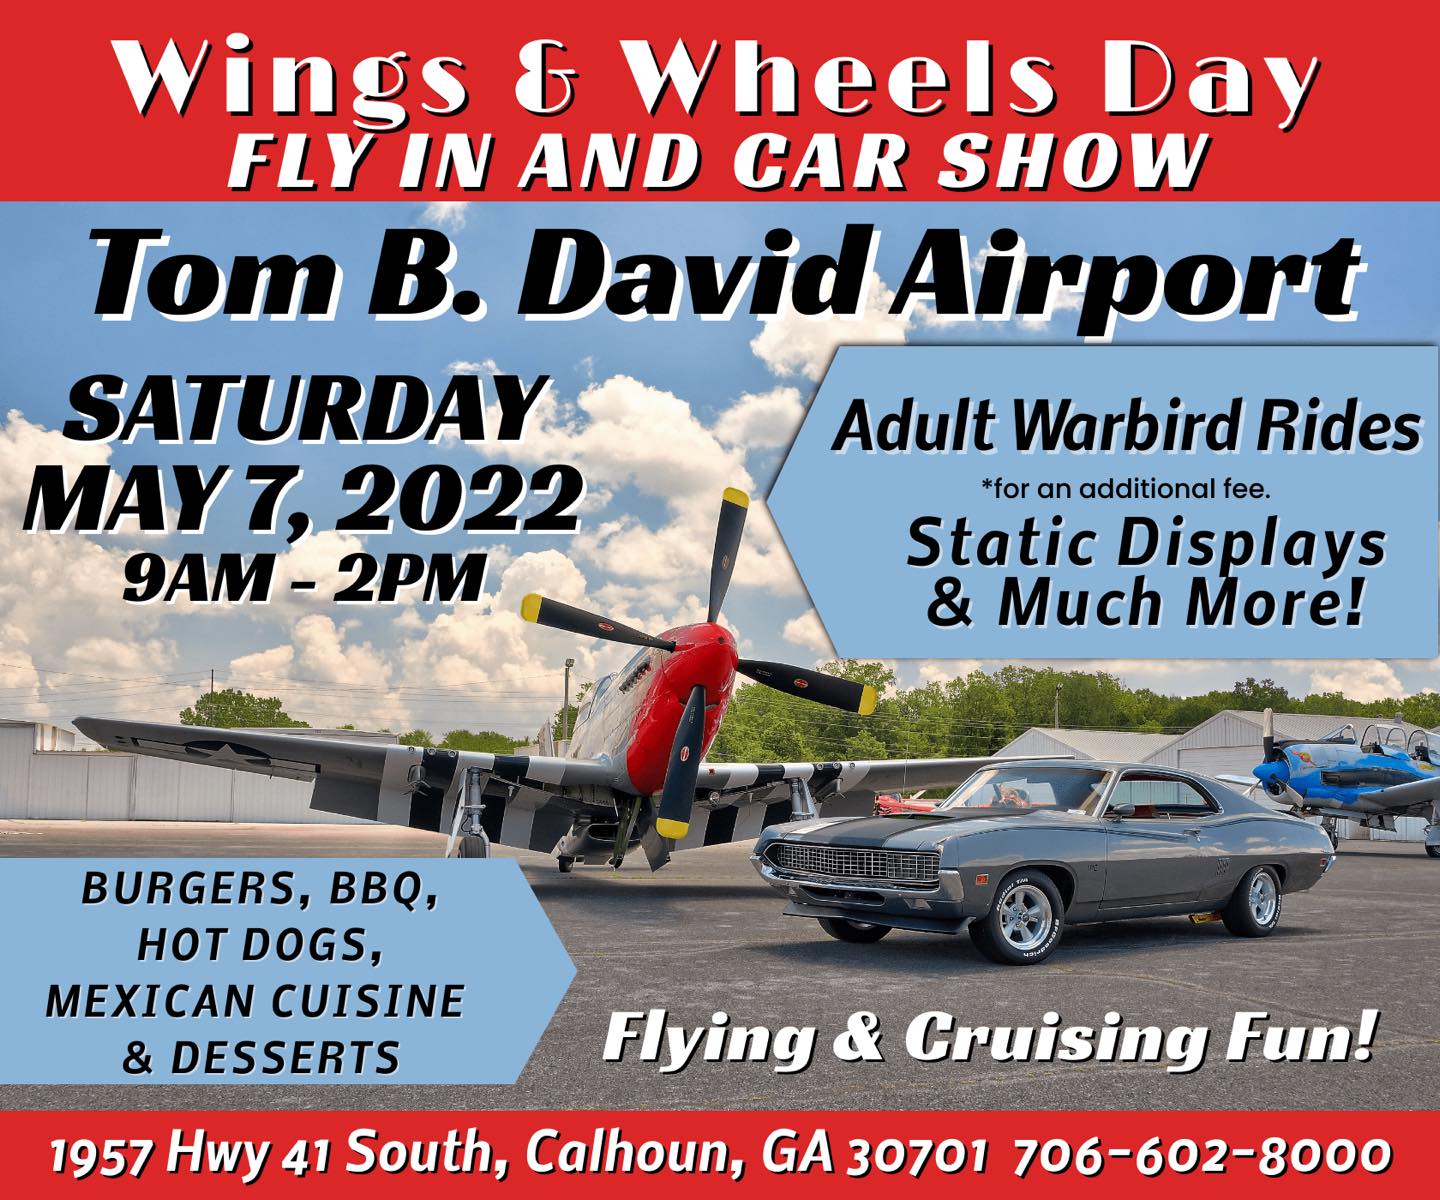 Wings & Wheels Day
FLY IN AND CAR SHOW
Tom B. David Airport
SATURDAY
MAY 7, 2022
9AM - 2PM
Adult Warbird Rides
*for an additional fee.
Static Displays
& Much More!
BURGERS, BBQ,
HOT DOGS,
MEXICAN CUISINE
& DESSERTS
Flying & Cruising Fun!
1957 Hwy 41 South, Calhoun, GA 30701 706-602-8000